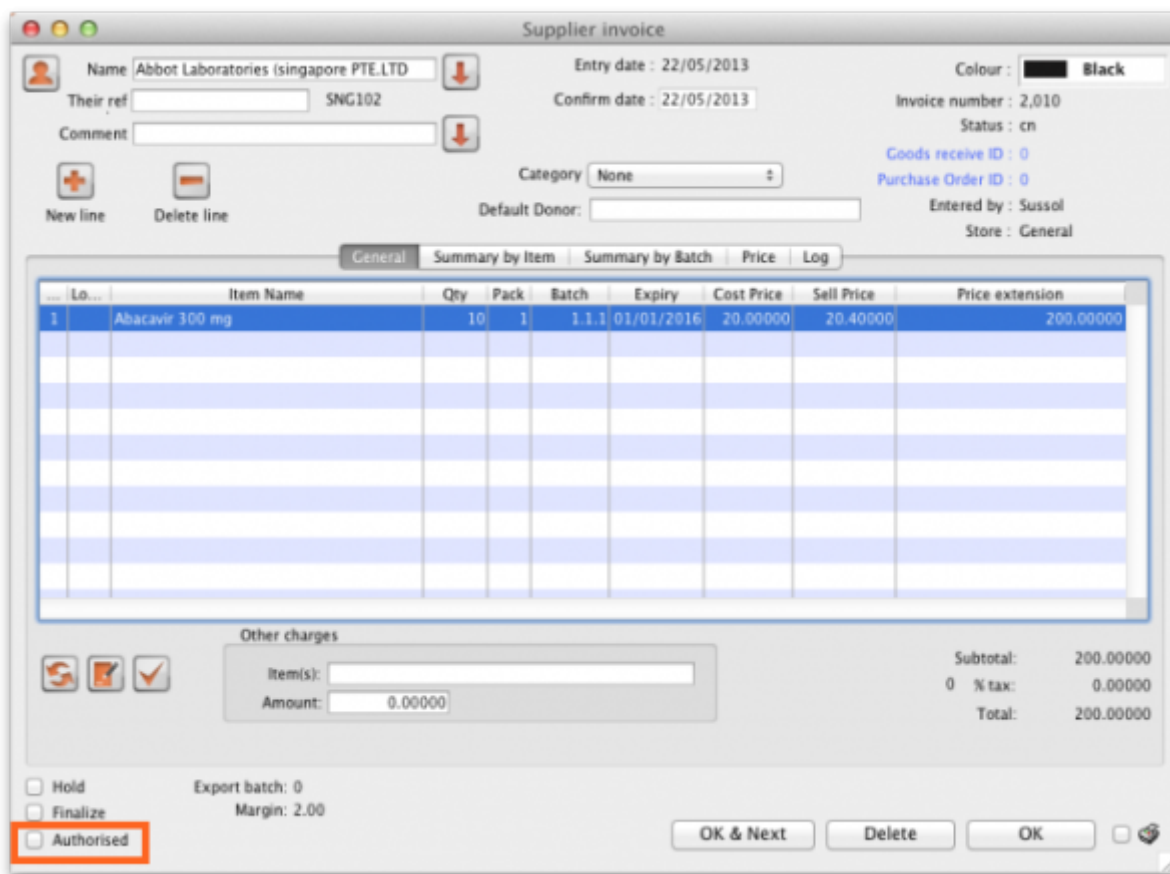 Supplier invoice
Name Abbot Laboratories (singapore PTE.LTD Entry date : 22/05/2013 Colour : Black
Their ref SNG102 Confirm date : 22/05/2013 Invoice number : 2,010
Comment Status : cn
Goods receive ID : 0
Category None Purchase Order ID : 0
New line Delete line Default Donor: Entered by : Sussol
Store : General
General Summary by Item Summary by Batch Price Log
... Lo... Item Name Qty Pack Batch Expiry Cost Price Sell Price Price extension
1 Abacavir 300 mg 10 1 1.1.1 01/01/2016 20.00000 20.40000 200.00000
Other charges
Item(s): Subtotal: 200.00000
Amount: 0.00000 0 % tax: 0.00000
Total: 200.00000
Hold Export batch: 0
Finalize Margin: 2.00
Authorised OK & Next Delete OK